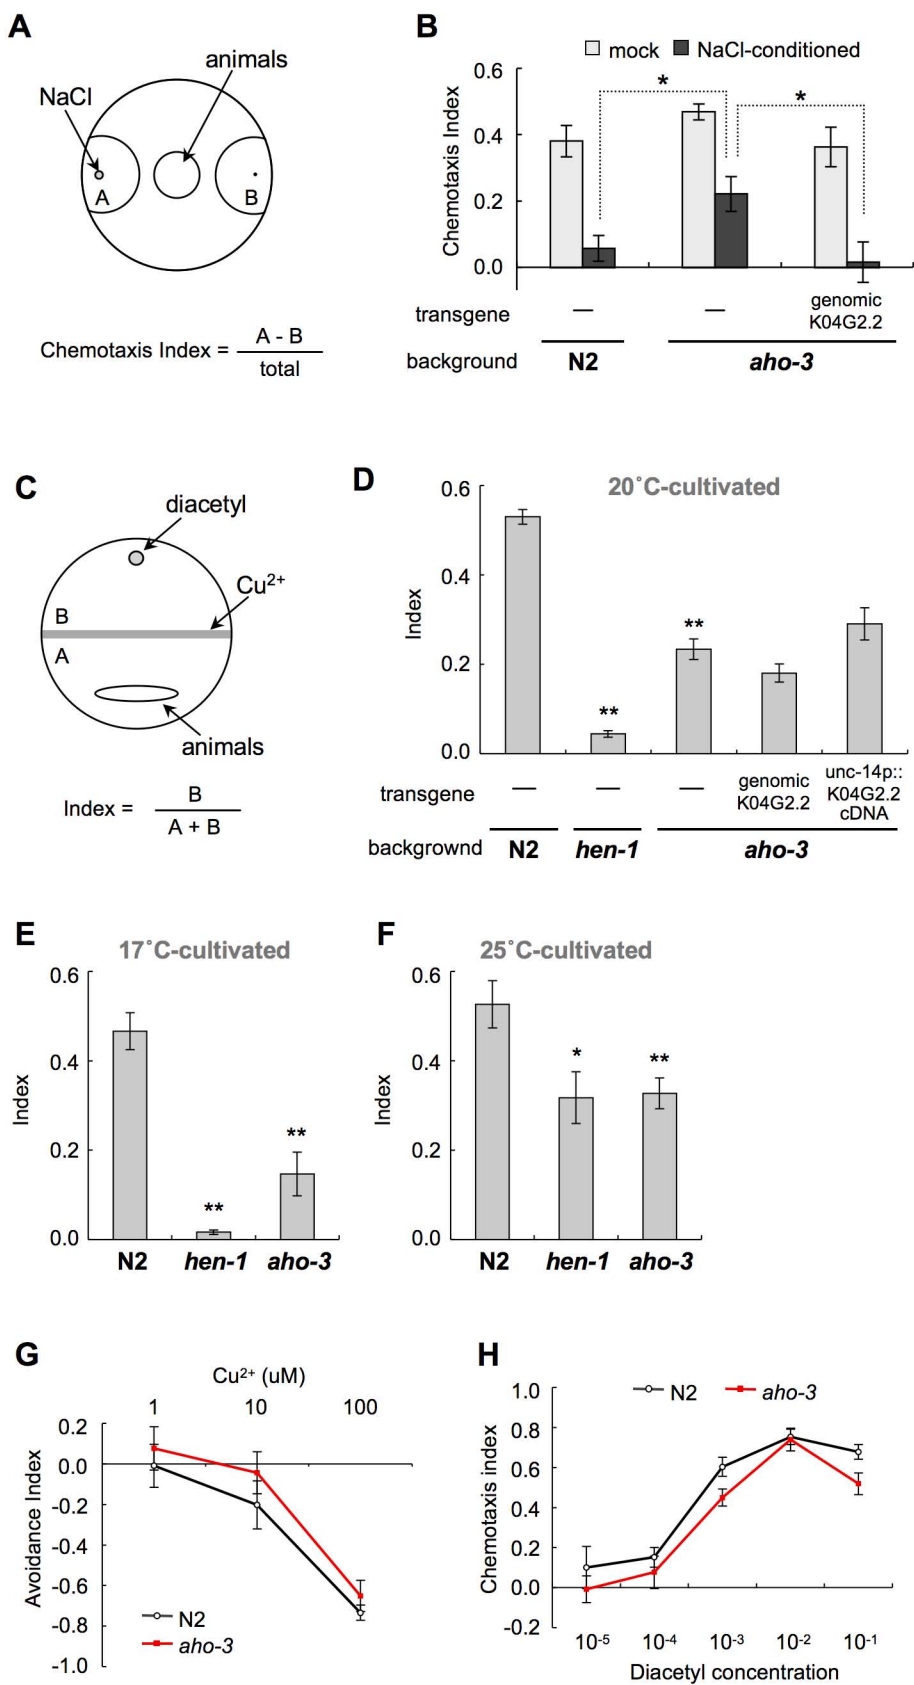 A
animals
NaCl
A
B
Chemotaxis Index = A - B
total
B
mock NaCl-conditioned
Chemotaxis Index
0.6
0.4
0.2
0.0
*
*
transgene — — genomic
K04G2.2
background N2 aho-3
C
diacetyl
Cu²⁺
B
A
animals
Index = B
A + B
D
20˚C-cultivated
Index
0.6
0.4
0.2
0.0
**
**
transgene — — — genomic
K04G2.2
unc-14p::
K04G2.2
cDNA
backgrownd N2 hen-1 aho-3
E
17˚C-cultivated
Index
0.6
0.4
0.2
0.0
**
**
N2 hen-1 aho-3
F
25˚C-cultivated
Index
0.6
0.4
0.2
0.0
*
**
N2 hen-1 aho-3
G
Cu²⁺ (uM)
1 10 100
Avoidance Index
0.2
0.0
-0.2
-0.4
-0.6
-0.8
-1.0
N2
aho-3
H
N2 aho-3
Chemotaxis index
1.0
0.8
0.6
0.4
0.2
0.0
-0.2
10⁻⁵ 10⁻⁴ 10⁻³ 10⁻² 10⁻¹
Diacetyl concentration